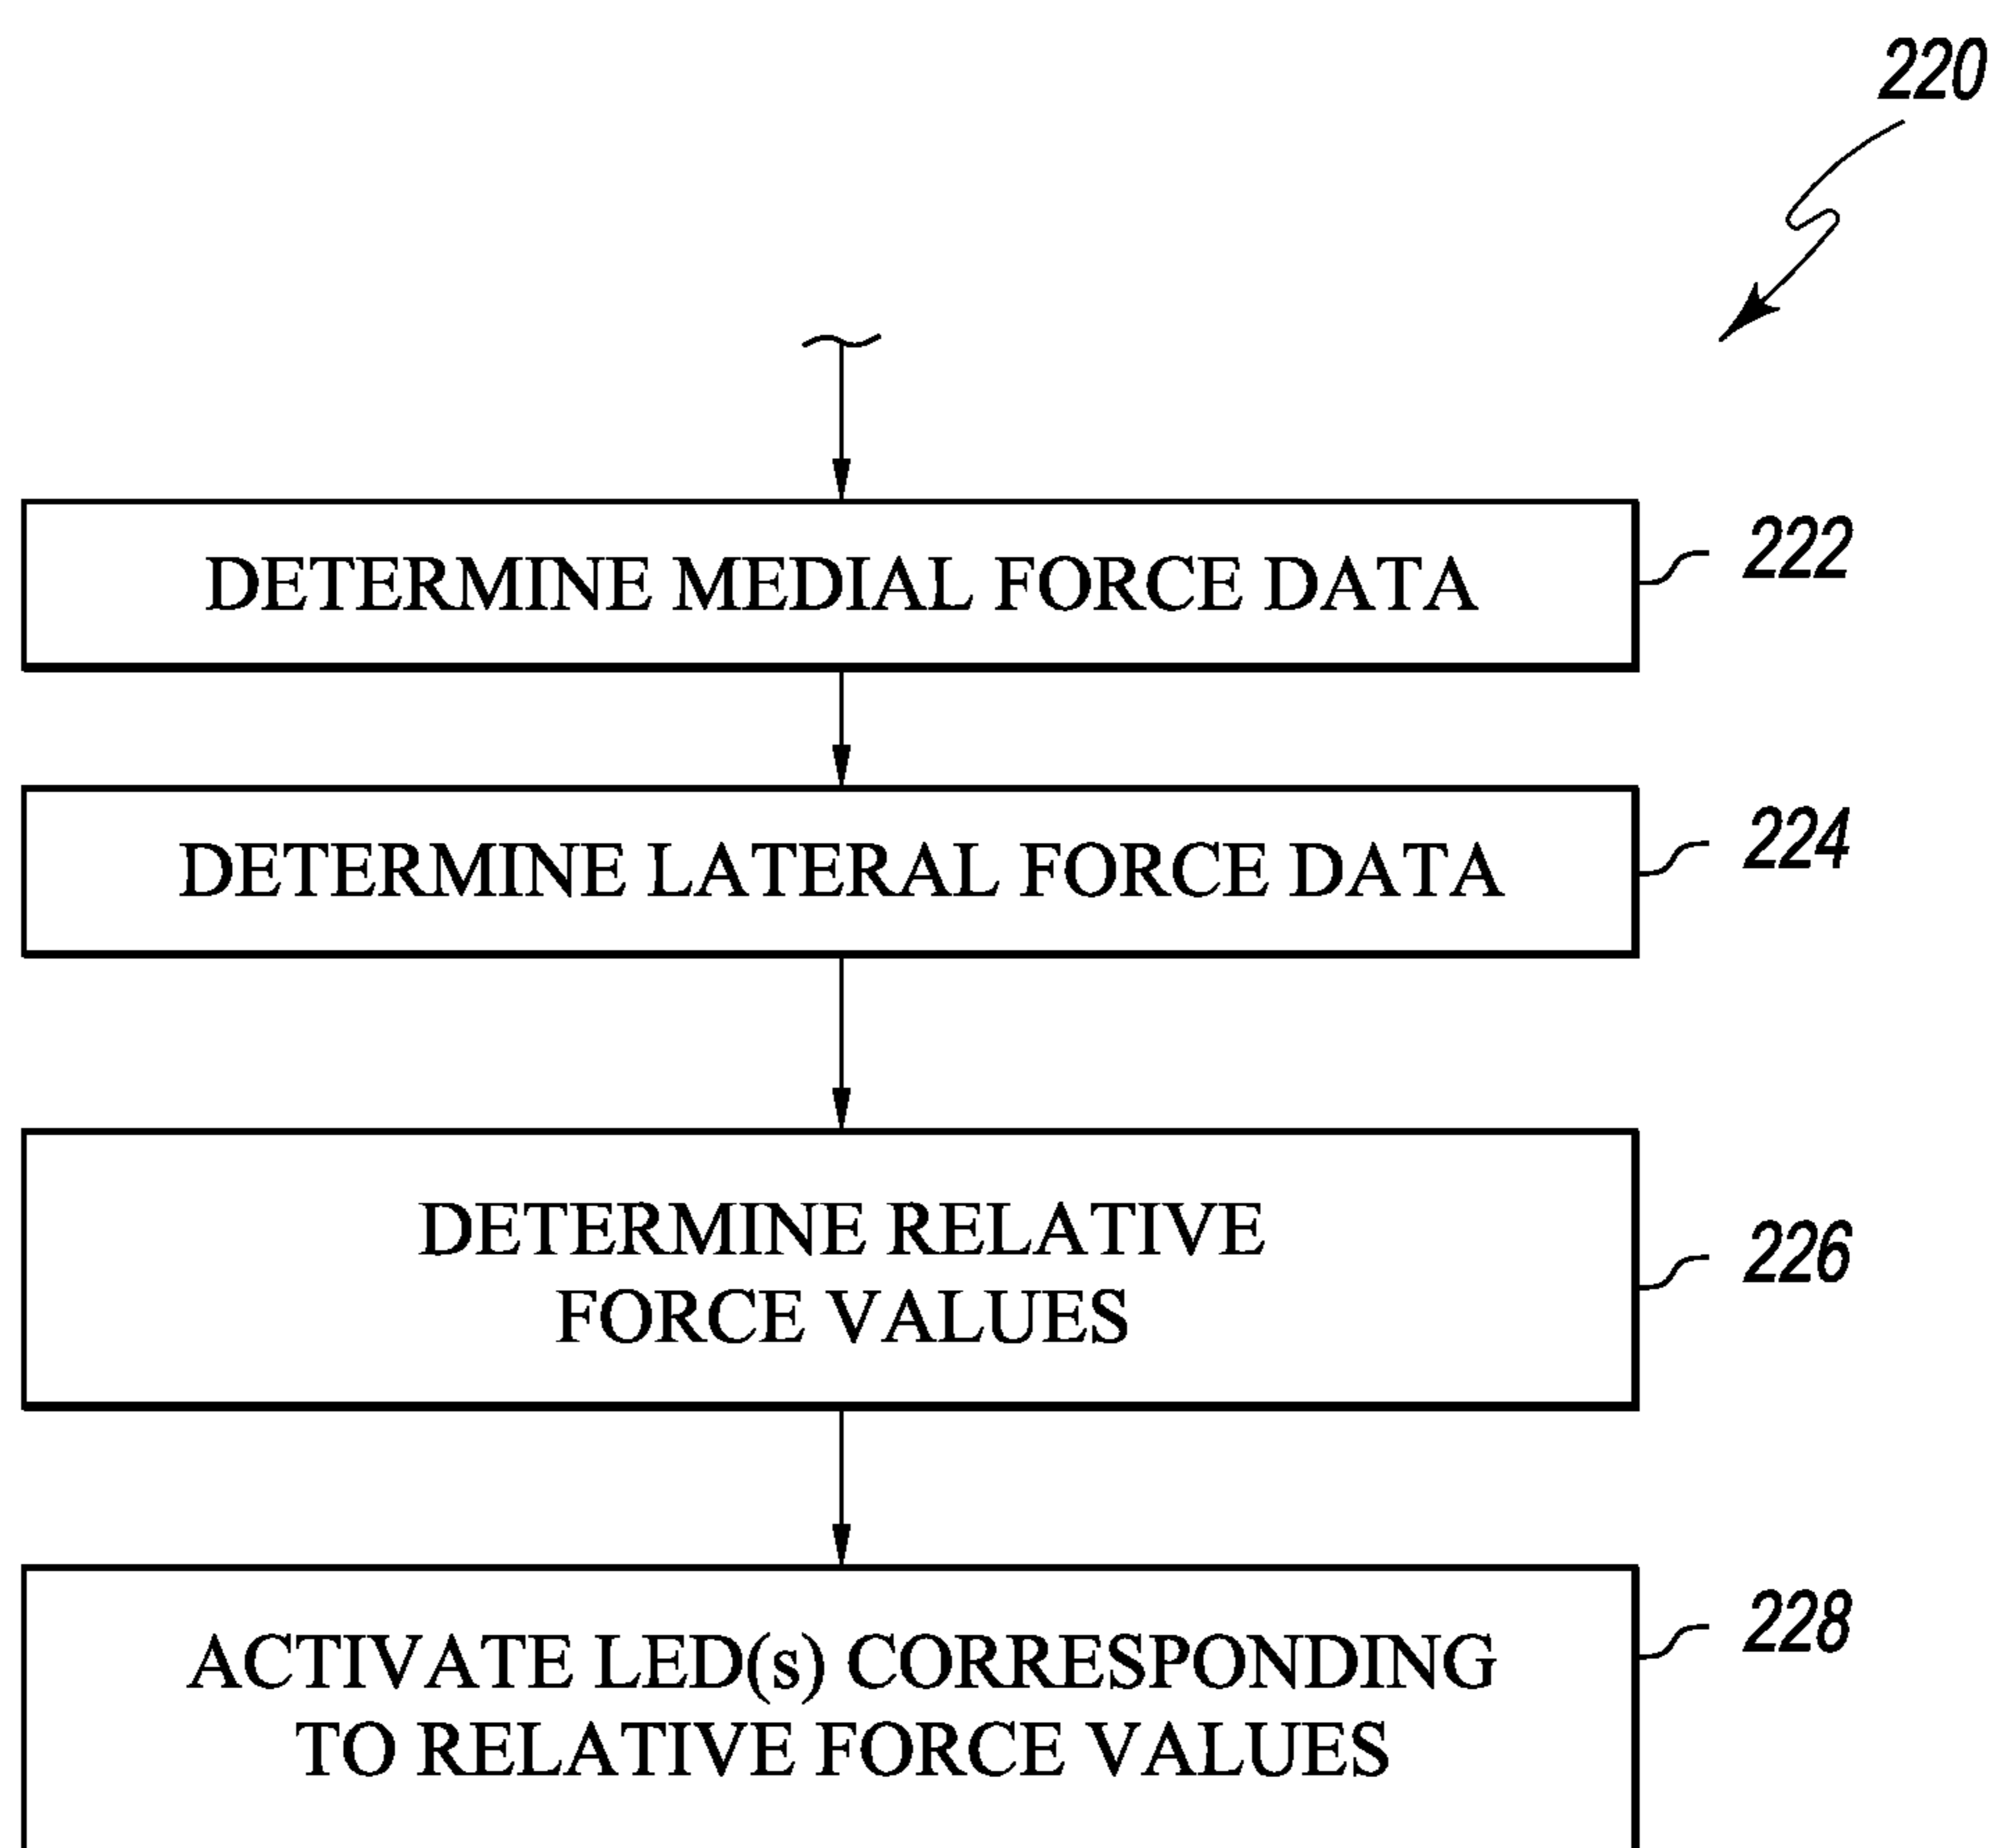 220
DETERMINE MEDIAL FORCE DATA
222
DETERMINE LATERAL FORCE DATA
224
DETERMINE RELATIVE
FORCE VALUES
226
ACTIVATE LED(s) CORRESPONDING
TO RELATIVE FORCE VALUES
228